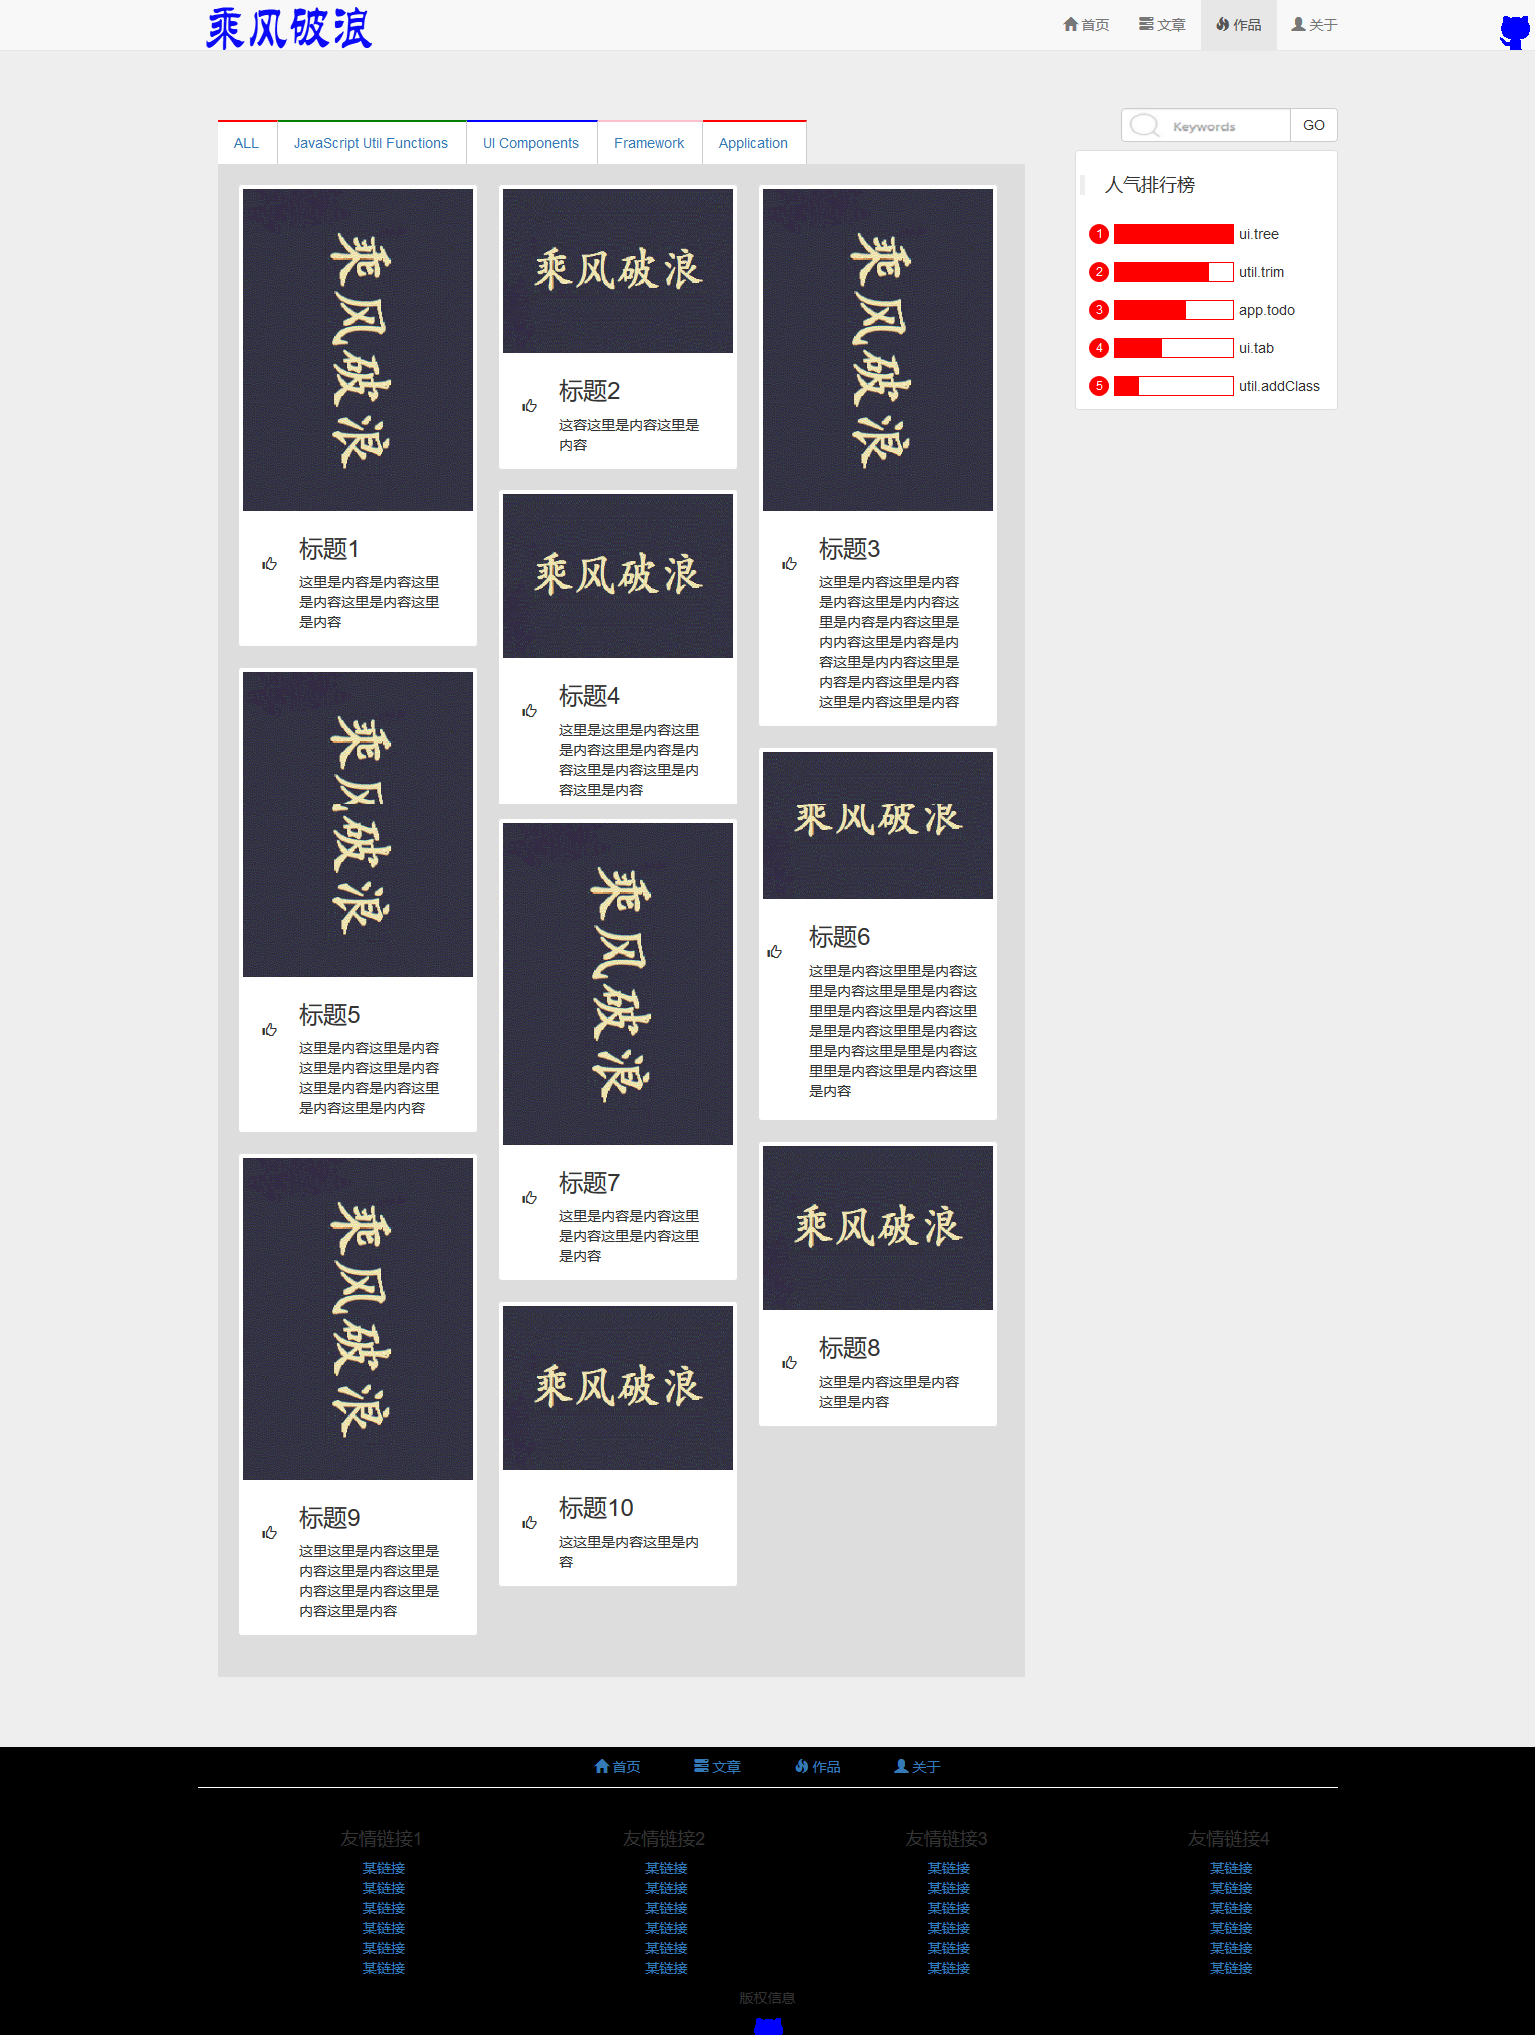 乘风破浪
首页 文章 作品 关于
Keywords GO
ALL JavaScript Util Functions UI Components Framework Application
人气排行榜
1 ui.tree
2 util.trim
3 app.todo
4 ui.tab
5 util.addClass
乘风破浪
标题1
这里是内容是内容这里
是内容这里是内容这里
是内容
乘风破浪
标题2
这容这里是内容这里是
内容
乘风破浪
标题3
这里是内容这里是内容
是内容这里是内内容这
里是内容是内容这里是
内内容这里是内容是内
容这里是内内容这里是
内容是内容这里是内容
这里是内容这里是内容
乘风破浪
标题4
这里是这里是内容这里
是内容这里是内容是内
容这里是内容这里是内
容这里是内容
乘风破浪
标题5
这里是内容这里是内容
这里是内容这里是内容
这里是内容是内容这里
是内容这里是内内容
乘风破浪
标题6
这里是内容这里里是内容这
里是内容这里是里是内容这
里里是内容这里是内容这里
是里是内容这里里是内容这
里是内容这里是里是内容这
里里是内容这里是内容这里
是内容
乘风破浪
标题7
这里是内容是内容这里
是内容这里是内容这里
是内容
乘风破浪
标题8
这里是内容这里是内容
这里是内容
乘风破浪
标题9
这里这里是内容这里是
内容这里是内容这里是
内容这里是内容这里是
内容这里是内容
乘风破浪
标题10
这这里是内容这里是内
容
首页 文章 作品 关于
友情链接1 友情链接2 友情链接3 友情链接4
某链接 某链接 某链接 某链接
某链接 某链接 某链接 某链接
某链接 某链接 某链接 某链接
某链接 某链接 某链接 某链接
某链接 某链接 某链接 某链接
某链接 某链接 某链接 某链接
版权信息